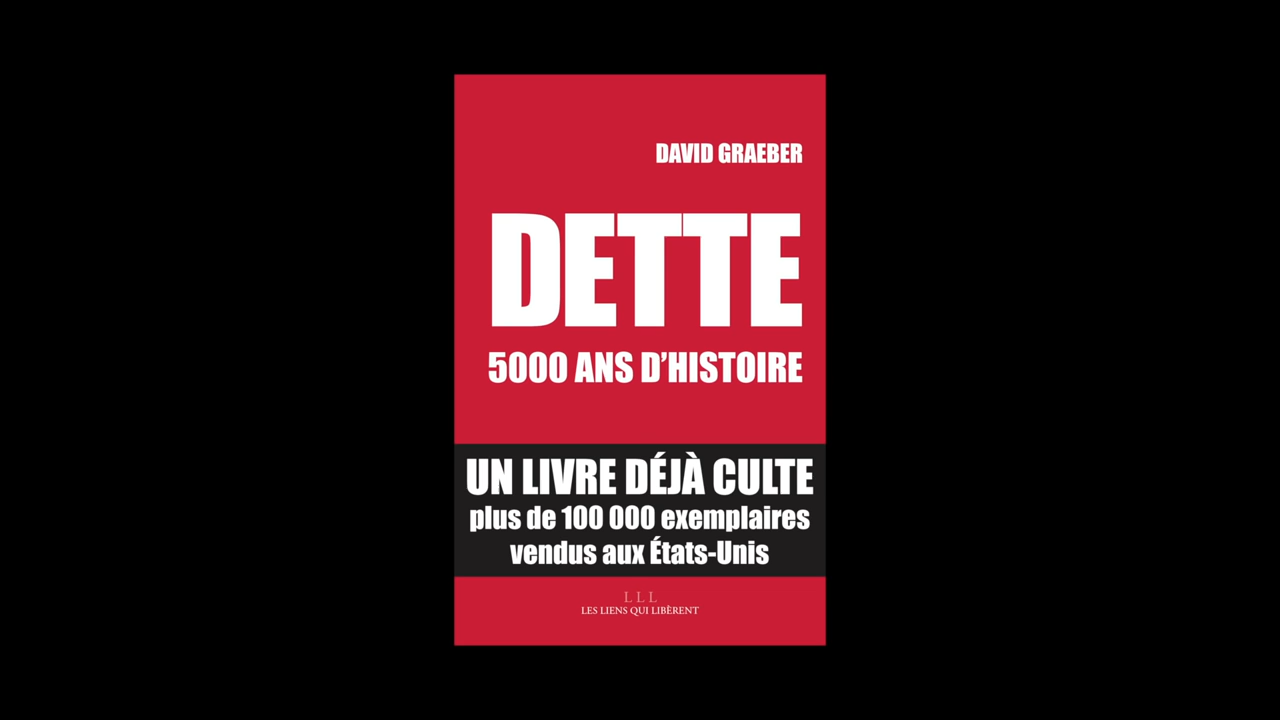 DAVID GRAEBER
DETTE
5000 ANS D’HISTOIRE
UN LIVRE DÉJÀ CULTE
plus de 100 000 exemplaires
vendus aux États-Unis
LLL
LES LIENS QUI LIBÈRENT